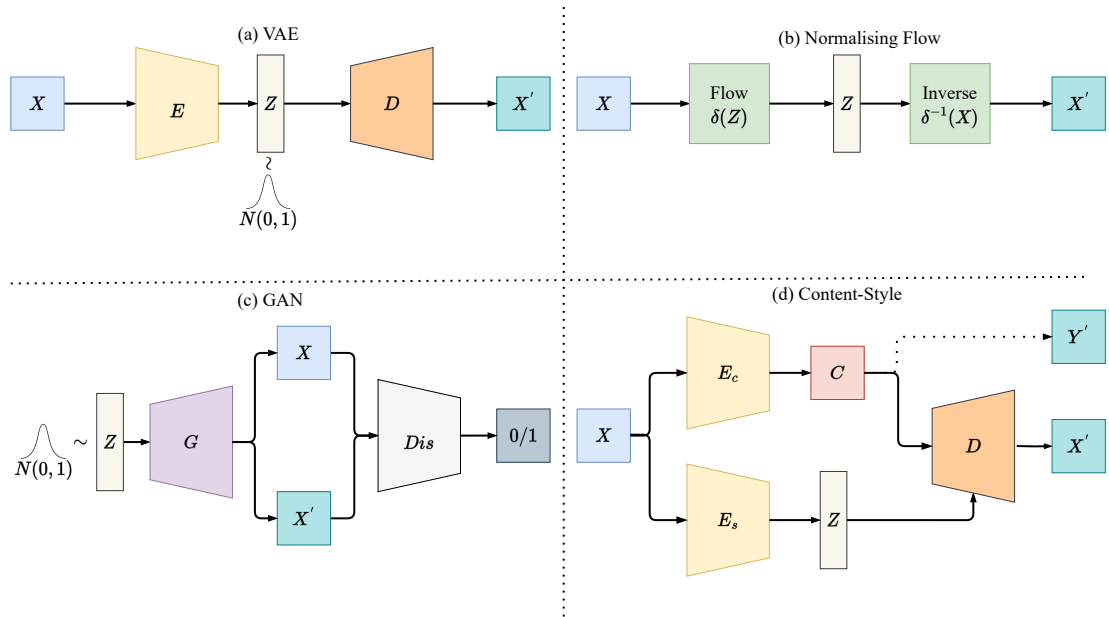 (a) VAE
X
E
Z
D
X′
~
N(0, 1)
(b) Normalising Flow
X
Flow
δ(Z)
Z
Inverse
δ⁻¹(X)
X′
(c) GAN
N(0, 1)
~
Z
G
X
X′
Dis
0/1
(d) Content-Style
X
E_c
C
Y′
E_s
Z
D
X′